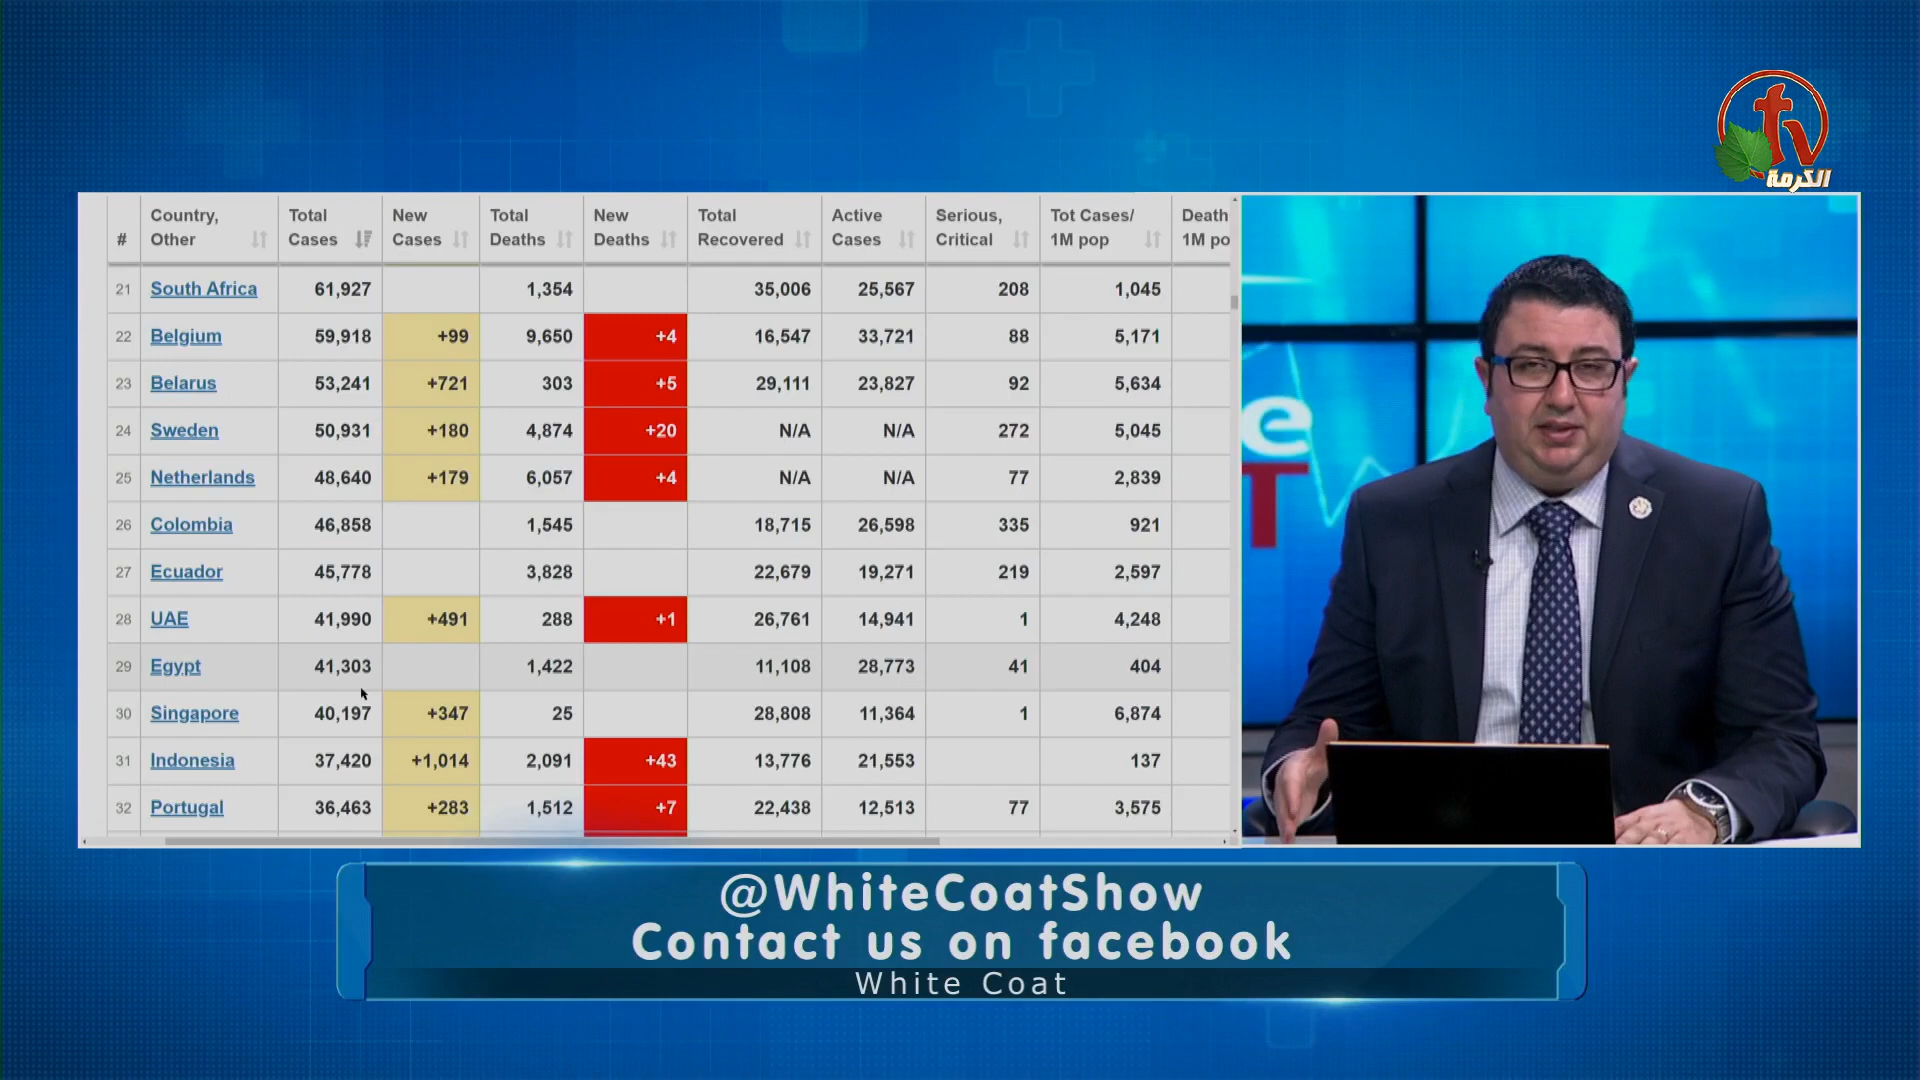 tv
الكرمة
# Country, Other Total Cases New Cases Total Deaths New Deaths Total Recovered Active Cases Serious, Critical Tot Cases/ 1M pop Death 1M po
21 South Africa 61,927 1,354 35,006 25,567 208 1,045
22 Belgium 59,918 +99 9,650 +4 16,547 33,721 88 5,171
23 Belarus 53,241 +721 303 +5 29,111 23,827 92 5,634
24 Sweden 50,931 +180 4,874 +20 N/A N/A 272 5,045
25 Netherlands 48,640 +179 6,057 +4 N/A N/A 77 2,839
26 Colombia 46,858 1,545 18,715 26,598 335 921
27 Ecuador 45,778 3,828 22,679 19,271 219 2,597
28 UAE 41,990 +491 288 +1 26,761 14,941 1 4,248
29 Egypt 41,303 1,422 11,108 28,773 41 404
30 Singapore 40,197 +347 25 28,808 11,364 1 6,874
31 Indonesia 37,420 +1,014 2,091 +43 13,776 21,553 137
32 Portugal 36,463 +283 1,512 +7 22,438 12,513 77 3,575
e
T
@WhiteCoatShow
Contact us on facebook
White Coat